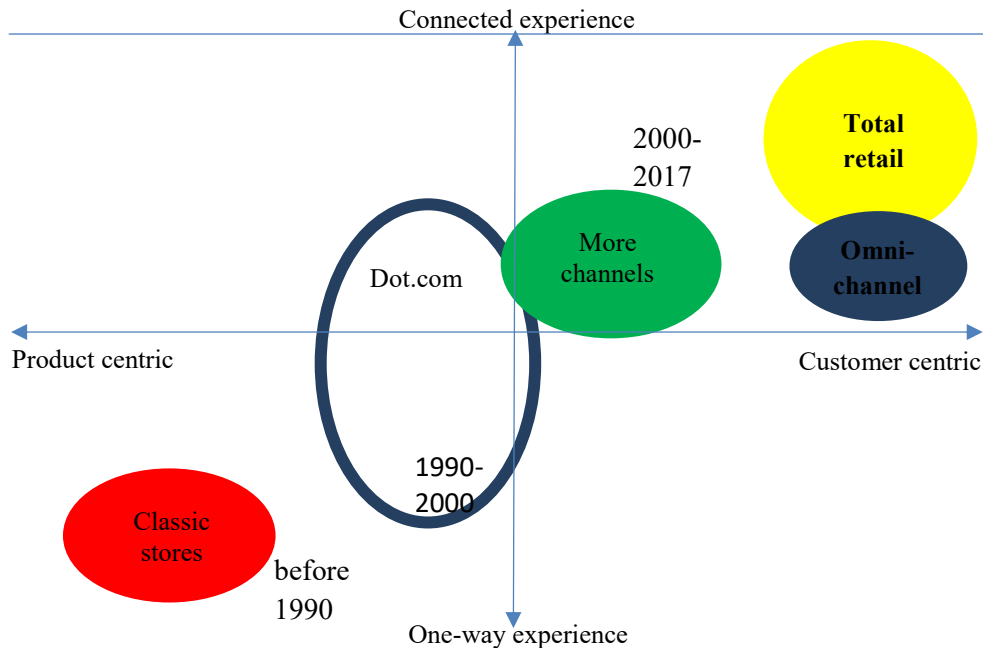 Connected experience
Total
retail
2000-
2017
More
channels
Omni-
channel
Dot.com
Product centric
Customer centric
1990-
2000
Classic
stores
before
1990
One-way experience